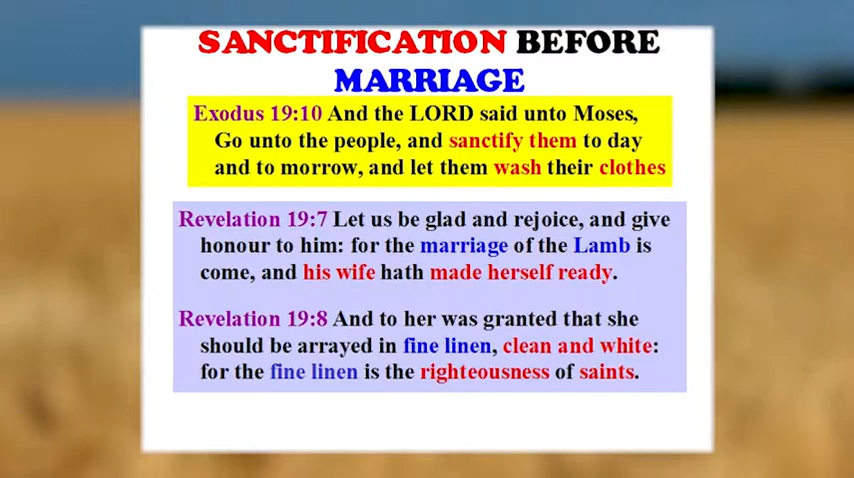 SANCTIFICATION BEFORE
MARRIAGE
Exodus 19:10 And the LORD said unto Moses,
Go unto the people, and sanctify them to day
and to morrow, and let them wash their clothes
Revelation 19:7 Let us be glad and rejoice, and give
honour to him: for the marriage of the Lamb is
come, and his wife hath made herself ready.
Revelation 19:8 And to her was granted that she
should be arrayed in fine linen, clean and white:
for the fine linen is the righteousness of saints.